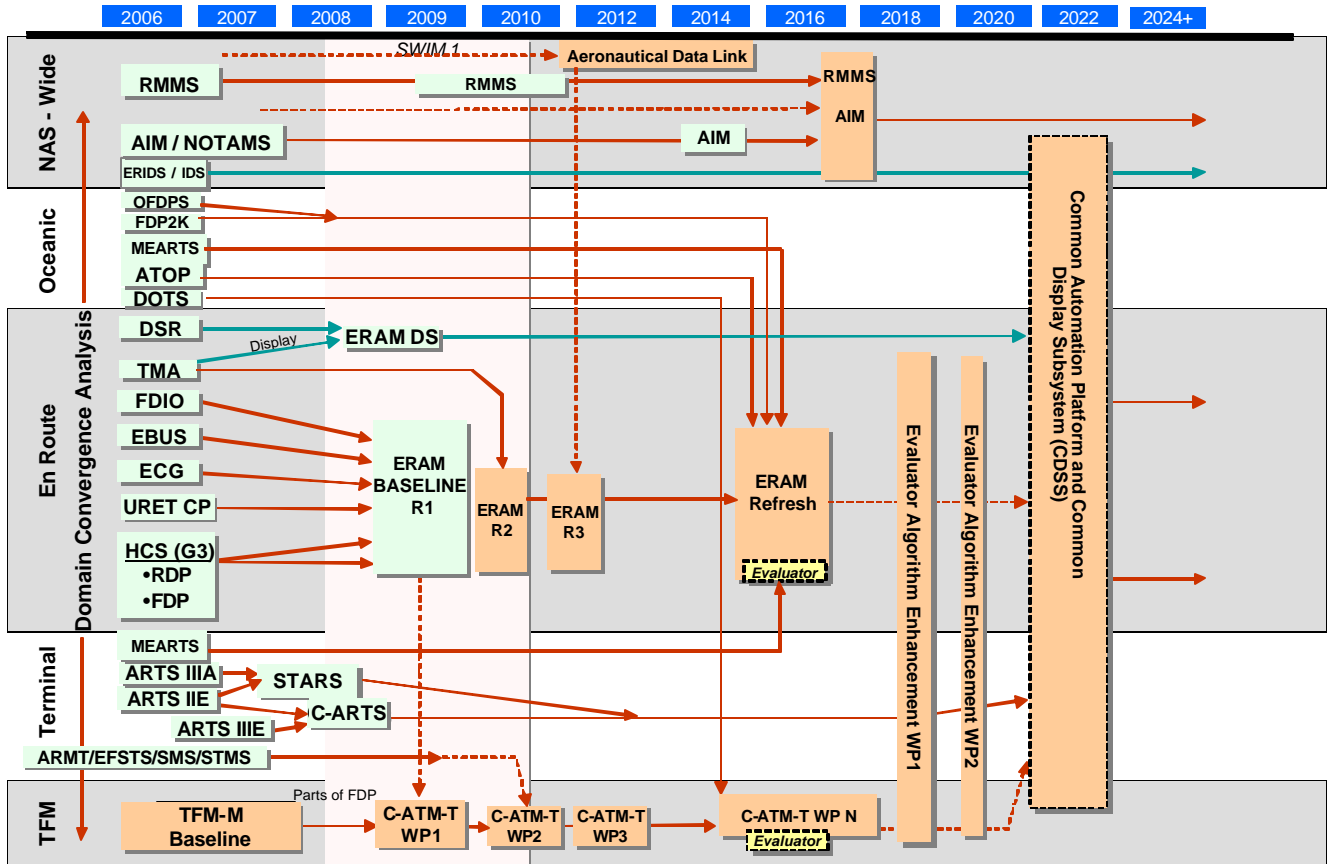 2006 2007 2008 2009 2010 2012 2014 2016 2018 2020 2022 2024+
NAS - Wide
SWIM 1
Aeronautical Data Link
RMMS
RMMS
RMMS
AIM
AIM / NOTAMS
AIM
ERIDS / IDS
Oceanic
OFDPS
FDP2K
MEARTS
ATOP
DOTS
Domain Convergence Analysis
En Route
DSR
Display
ERAM DS
TMA
FDIO
EBUS
ECG
URET CP
HCS (G3)
•RDP
•FDP
ERAM
BASELINE
R1
ERAM
R2
ERAM
R3
ERAM
Refresh
Evaluator
Evaluator Algorithm Enhancement WP1
Evaluator Algorithm Enhancement WP2
Common Automation Platform and Common
Display Subsystem (CDSS)
Terminal
MEARTS
ARTS IIIA
ARTS IIE
ARTS IIIE
STARS
C-ARTS
ARMT/EFSTS/SMS/STMS
TFM
TFM-M
Baseline
Parts of FDP
C-ATM-T
WP1
C-ATM-T
WP2
C-ATM-T
WP3
C-ATM-T WP N
Evaluator